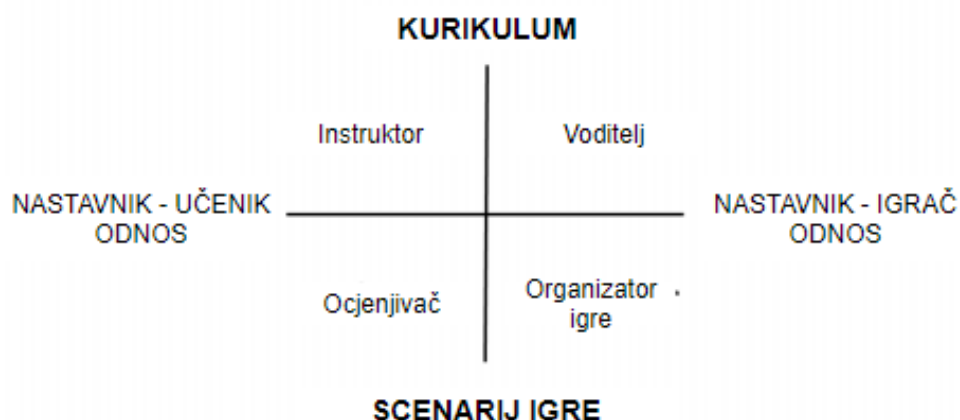 KURIKULUM
Instruktor
Voditelj
NASTAVNIK - UČENIK
ODNOS
NASTAVNIK - IGRAČ
ODNOS
Ocjenjivač
Organizator
igre
SCENARIJ IGRE